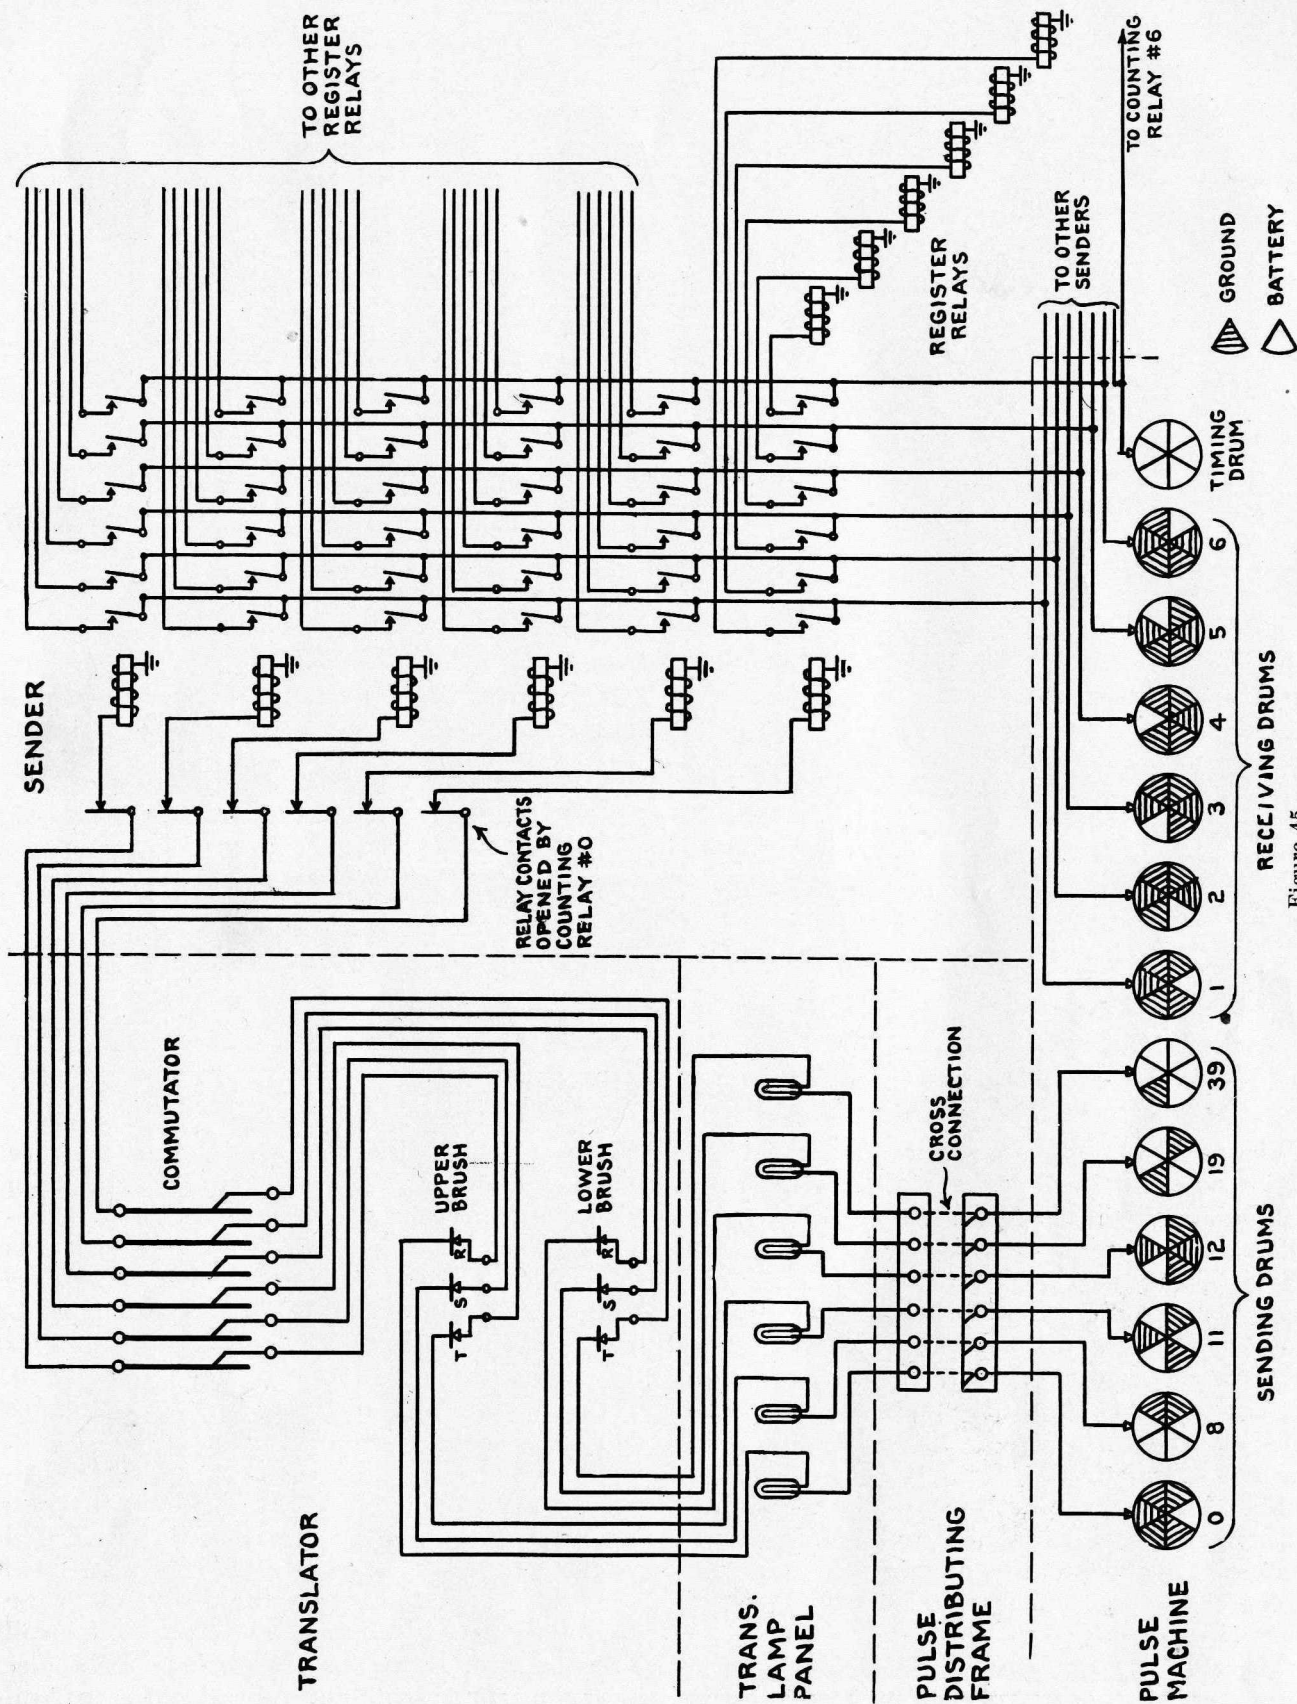 SENDER
TO OTHER
REGISTER
RELAYS
COMMUTATOR
RELAY CONTACTS
OPENED BY
COUNTING
RELAY #0
TRANSLATOR
UPPER
BRUSH
T
S
R
LOWER
BRUSH
T
S
R
REGISTER
RELAYS
TRANS.
LAMP
PANEL
PULSE
DISTRIBUTING
FRAME
CROSS
CONNECTION
TO OTHER
SENDERS
TO COUNTING
RELAY #6
PULSE
MACHINE
0 8 11 12 19 39
SENDING DRUMS
1 2 3 4 5 6
RECEIVING DRUMS
TIMING
DRUM
GROUND
BATTERY
Figure 45